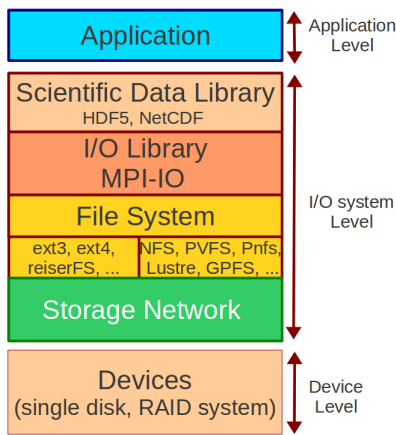 Application
Application
Level
Scientific Data Library
HDF5, NetCDF
I/O Library
MPI-IO
File System
ext3, ext4,
reiserFS, ...
NFS, PVFS, Pnfs,
Lustre, GPFS, ...
Storage Network
I/O system
Level
Devices
(single disk, RAID system)
Device
Level